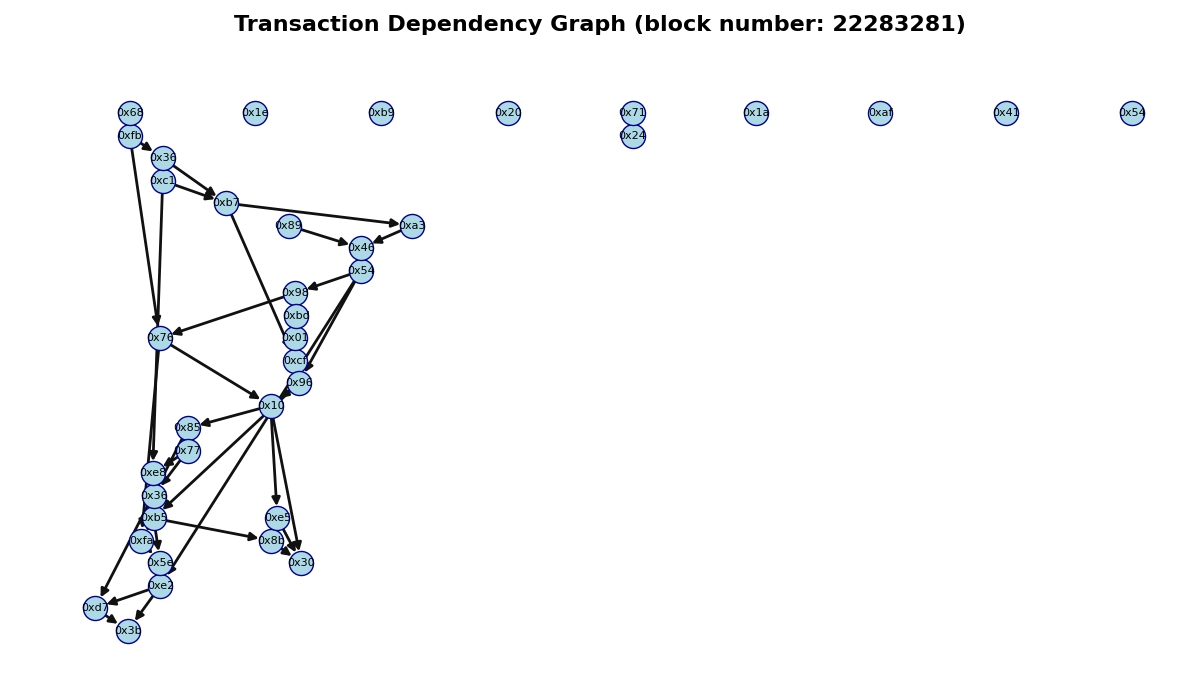 Transaction Dependency Graph (block number: 22283281)
0x68 0x1e 0xb9 0x20 0x71 0x1a 0xaf 0x41 0x54
0xfb 0x24
0x36
0xc1
0xb7
0x89 0xa3
0x46
0x54
0x98
0xbd
0x76 0x01
0xcf
0x96
0x10
0x85
0x77
0xe8
0x36
0xb5 0xe5
0xfa 0x8b
0x5e 0x30
0xe2
0xd7
0x3b